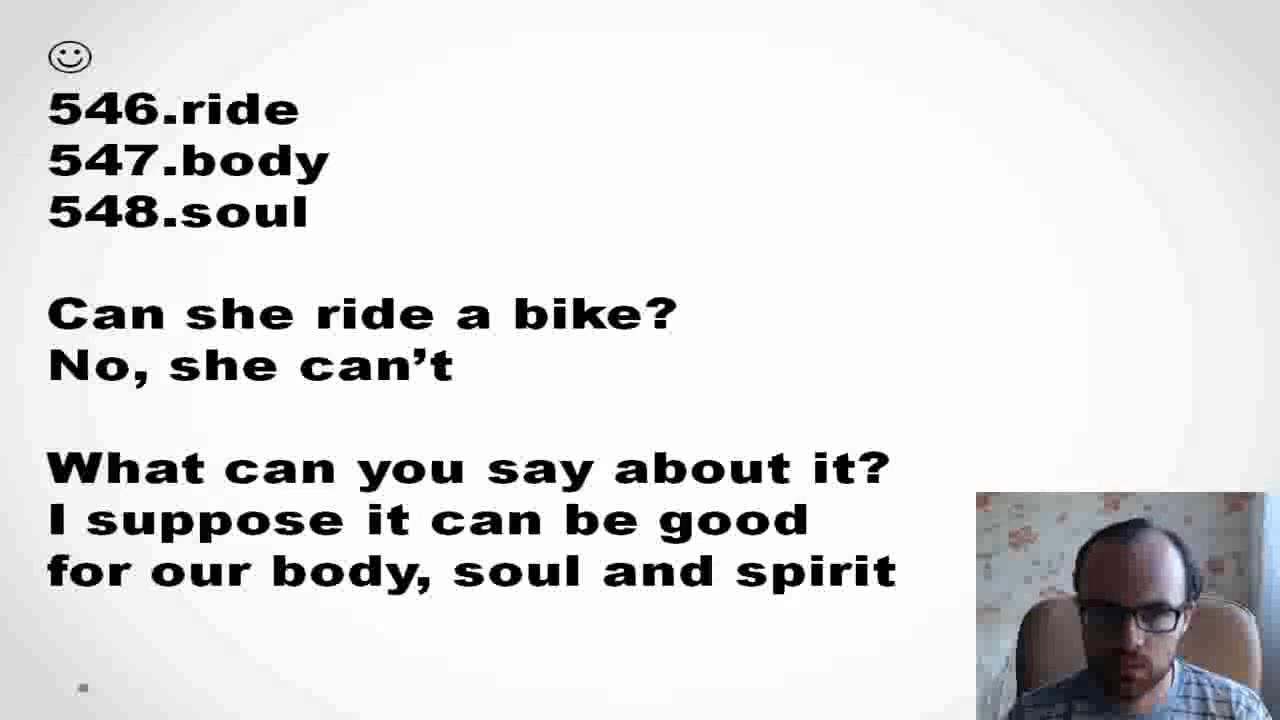 546.ride
547.body
548.soul
Can she ride a bike?
No, she can’t
What can you say about it?
I suppose it can be good
for our body, soul and spirit